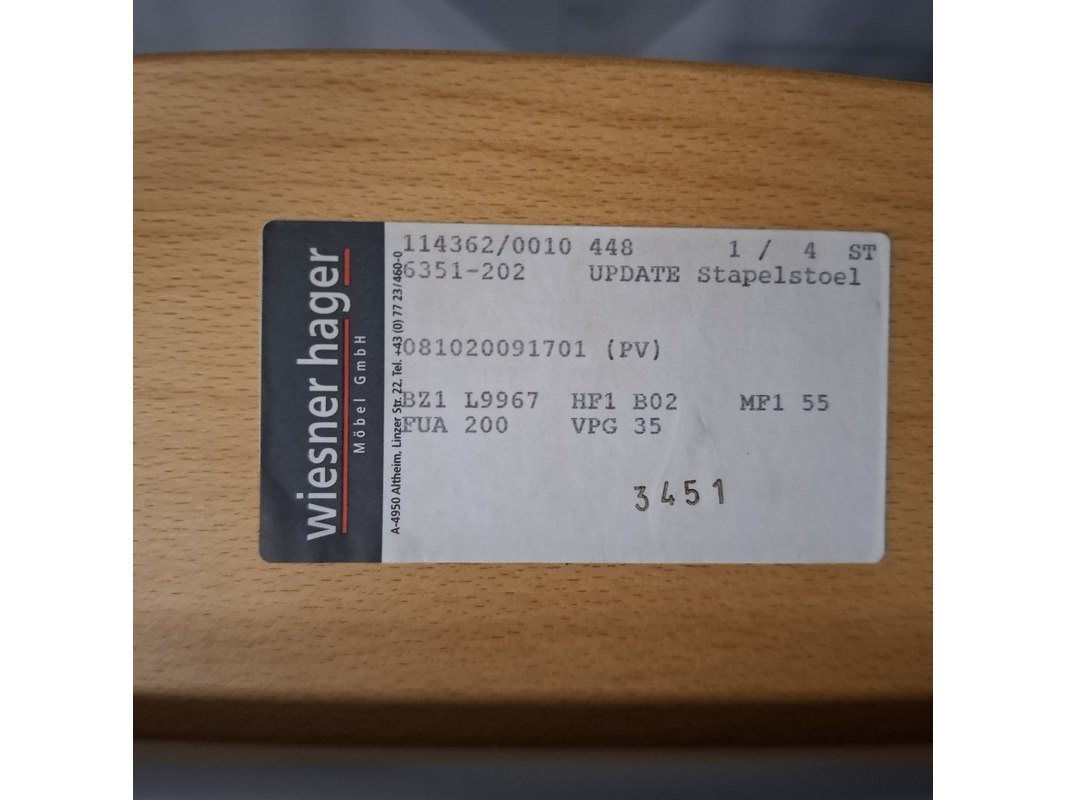 wiesner hager
Möbel GmbH
A-4950 Altheim, Linzer Str. 22, Tel. +43 (0) 77 23/460-0
114362/0010 448 1 / 4 ST
6351-202 UPDATE Stapelstoel
081020091701 (PV)
BZ1 L9967 HF1 B02 MF1 55
FUA 200 VPG 35
3451